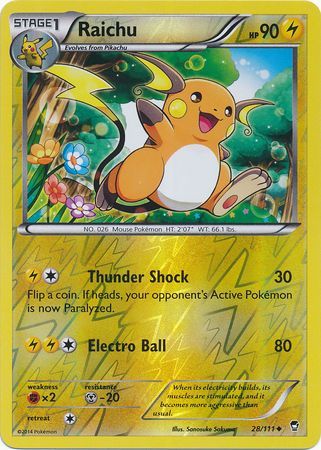 STAGE1
Raichu
HP 90
Evolves from Pikachu
NO. 026 Mouse Pokémon HT: 2'07" WT: 66.1 lbs.
Thunder Shock 30
Flip a coin. If heads, your opponent's Active Pokémon
is now Paralyzed.
Electro Ball 80
weakness resistance
×2 -20
retreat
When its electricity builds, its
muscles are stimulated, and it
becomes more aggressive than
usual.
©2014 Pokémon
Illus. Sanosuke Sakuma
28/111